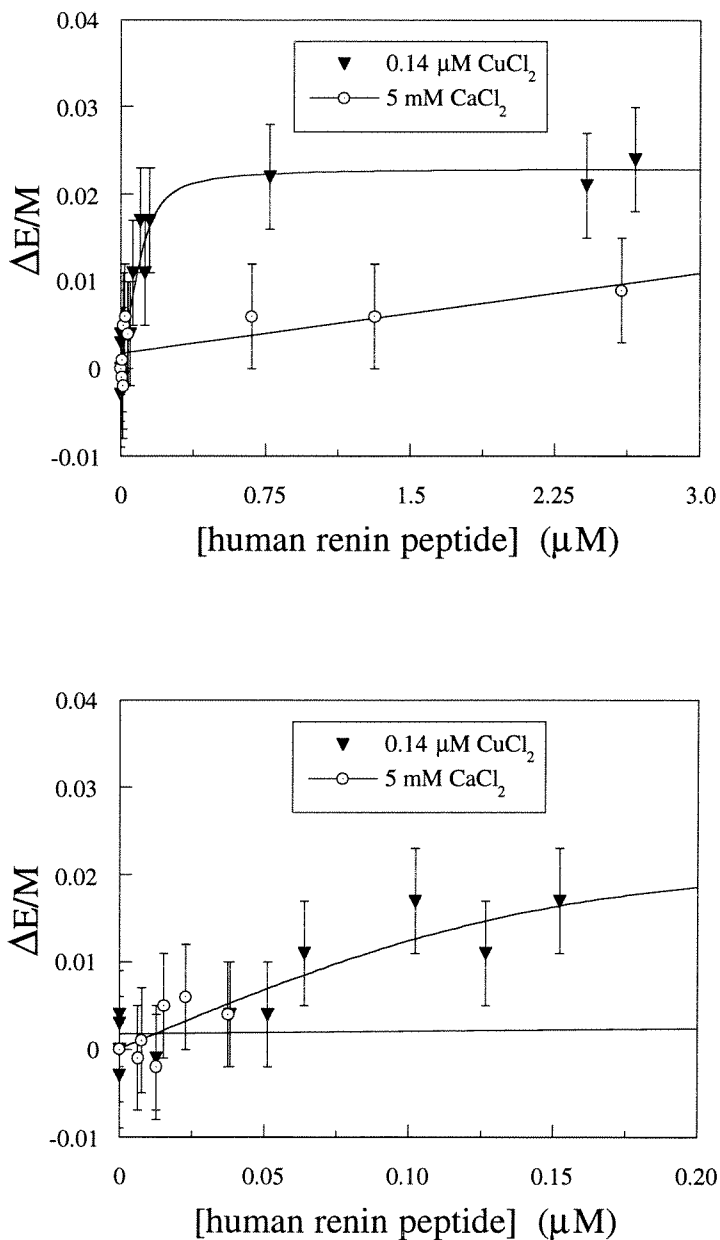 0.04
0.14 μM CuCl₂
5 mM CaCl₂
0.03
0.02
ΔE/M
0.01
0
-0.01
0
0.75
1.5
2.25
3.0
[human renin peptide] (μM)
0.04
0.14 μM CuCl₂
5 mM CaCl₂
0.03
0.02
ΔE/M
0.01
0
-0.01
0
0.05
0.10
0.15
0.20
[human renin peptide] (μM)